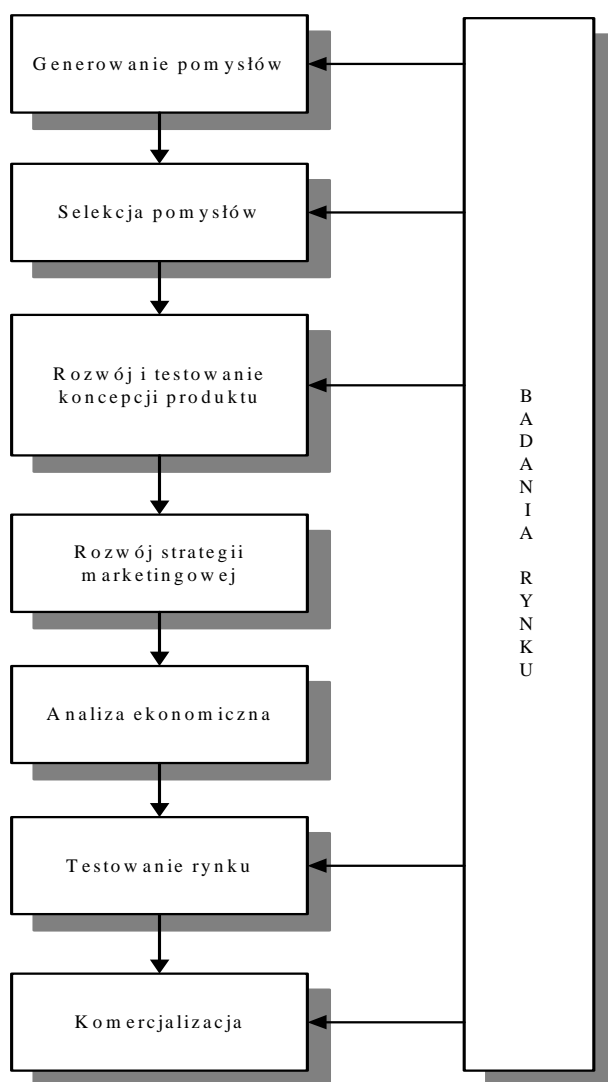 Generowanie pomysłów
Selekcja pomysłów
Rozwój i testowanie
koncepcji produktu
Rozwój strategii
marketingowej
Analiza ekonomiczna
Testowanie rynku
Komercjalizacja
B
A
D
A
N
I
A
R
Y
N
K
U